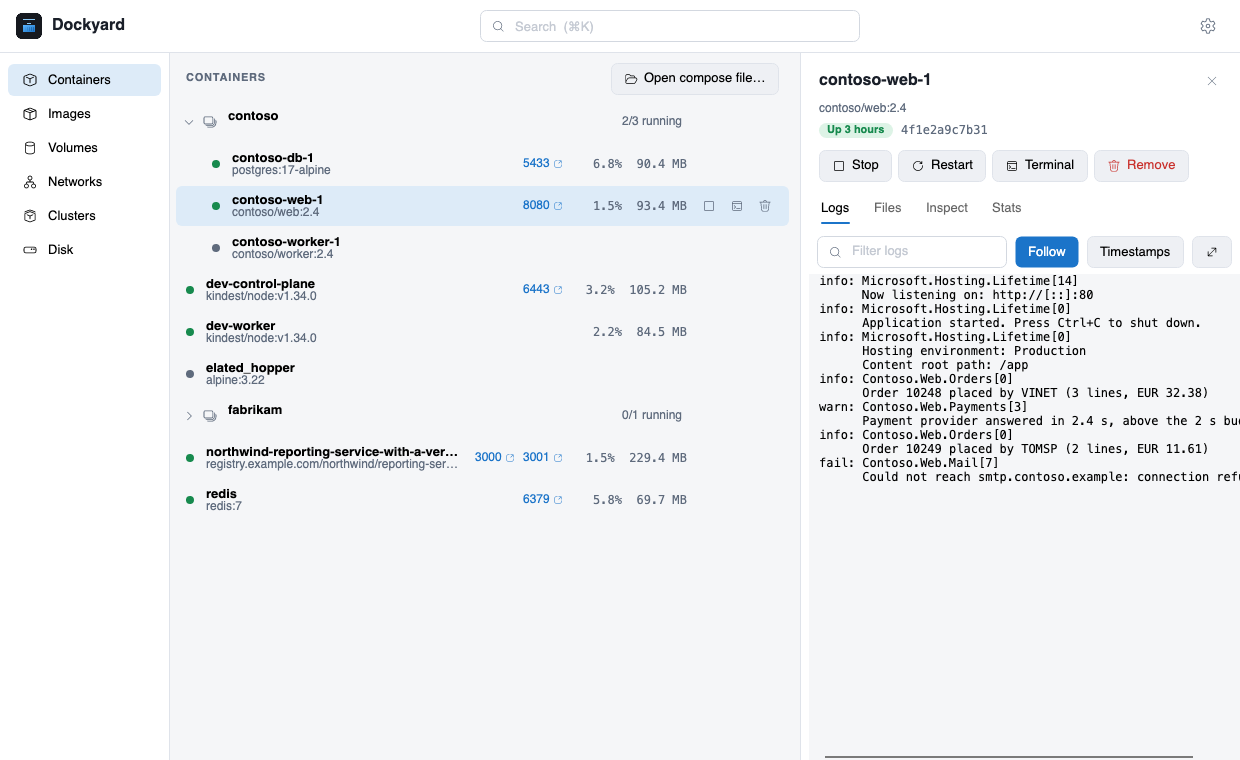 Dockyard
Search (⌘K)
Containers
Images
Volumes
Networks
Clusters
Disk
CONTAINERS
Open compose file…
contoso
2/3 running
contoso-db-1
postgres:17-alpine
5433 6.8% 90.4 MB
contoso-web-1
contoso/web:2.4
8080 1.5% 93.4 MB
contoso-worker-1
contoso/worker:2.4
dev-control-plane
kindest/node:v1.34.0
6443 3.2% 105.2 MB
dev-worker
kindest/node:v1.34.0
2.2% 84.5 MB
elated_hopper
alpine:3.22
fabrikam
0/1 running
northwind-reporting-service-with-a-ver…
registry.example.com/northwind/reporting-ser…
3000 3001 1.5% 229.4 MB
redis
redis:7
6379 5.8% 69.7 MB
contoso-web-1
contoso/web:2.4
Up 3 hours 4f1e2a9c7b31
Stop Restart Terminal Remove
Logs Files Inspect Stats
Filter logs Follow Timestamps
info: Microsoft.Hosting.Lifetime[14]
Now listening on: http://[::]:80
info: Microsoft.Hosting.Lifetime[0]
Application started. Press Ctrl+C to shut down.
info: Microsoft.Hosting.Lifetime[0]
Hosting environment: Production
Content root path: /app
info: Contoso.Web.Orders[0]
Order 10248 placed by VINET (3 lines, EUR 32.38)
warn: Contoso.Web.Payments[3]
Payment provider answered in 2.4 s, above the 2 s bud
info: Contoso.Web.Orders[0]
Order 10249 placed by TOMSP (2 lines, EUR 11.61)
fail: Contoso.Web.Mail[7]
Could not reach smtp.contoso.example: connection refu